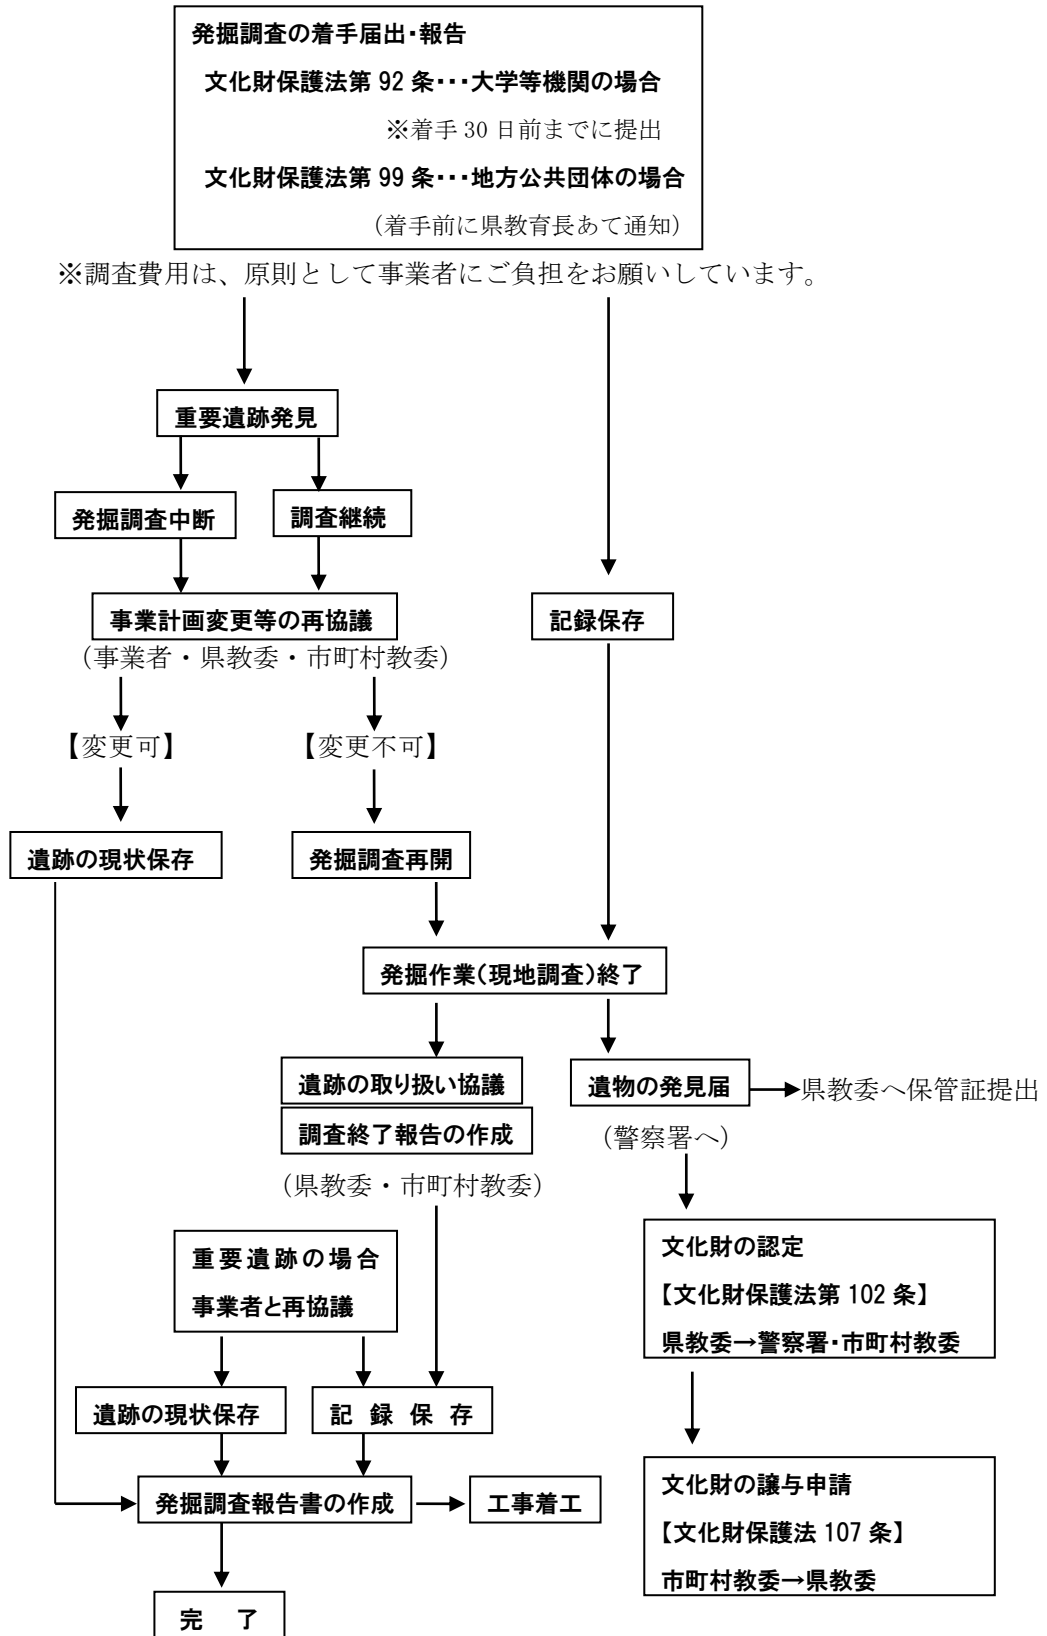 発掘調査の着手届出・報告
文化財保護法第 92 条・・・大学等機関の場合
※着手 30 日前までに提出
文化財保護法第 99 条・・・地方公共団体の場合
（着手前に県教育長あて通知）
※調査費用は、原則として事業者にご負担をお願いしています。
重要遺跡発見
発掘調査中断
調査継続
事業計画変更等の再協議
記録保存
（事業者・県教委・市町村教委）
【変更可】
【変更不可】
遺跡の現状保存
発掘調査再開
発掘作業（現地調査）終了
遺跡の取り扱い協議
遺物の発見届
県教委へ保管証提出
調査終了報告の作成
（警察署へ）
（県教委・市町村教委）
重要遺跡の場合
事業者と再協議
文化財の認定
【文化財保護法第 102 条】
県教委→警察署・市町村教委
遺跡の現状保存
記 録 保 存
発掘調査報告書の作成
工事着工
文化財の譲与申請
【文化財保護法 107 条】
市町村教委→県教委
完 了